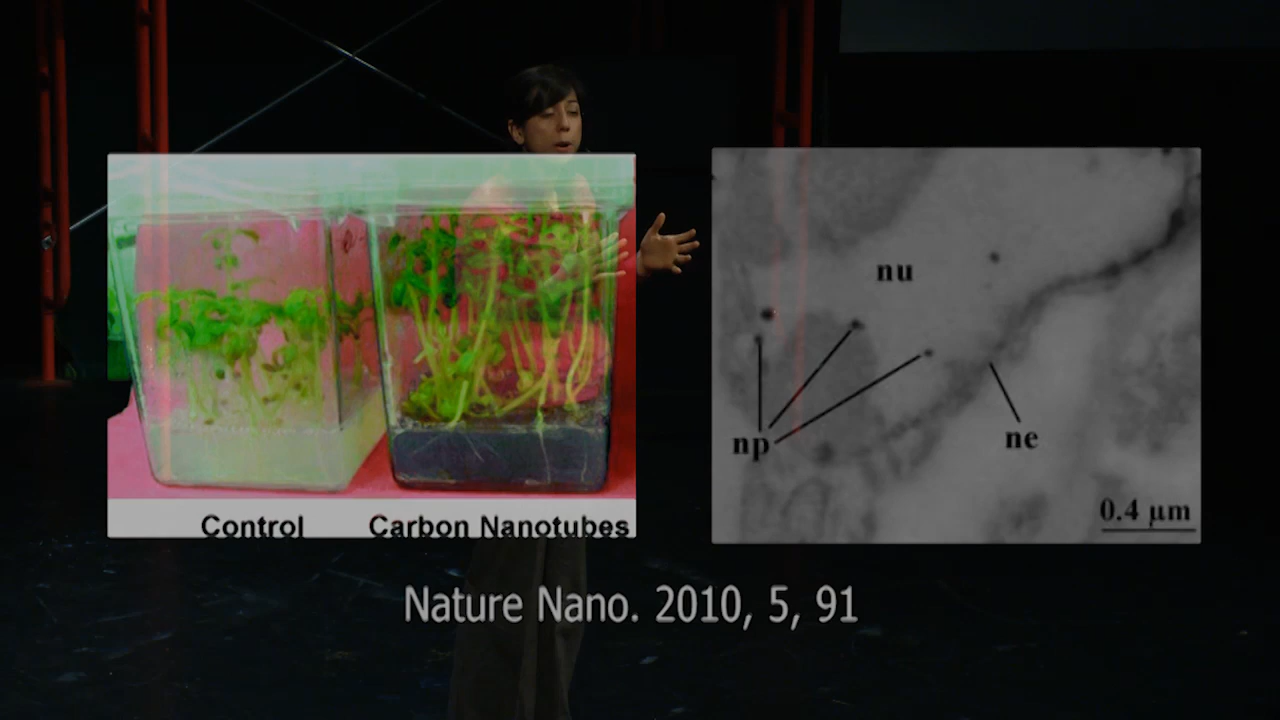 Control
Carbon Nanotubes
nu
np
ne
0.4 µm
Nature Nano. 2010, 5, 91